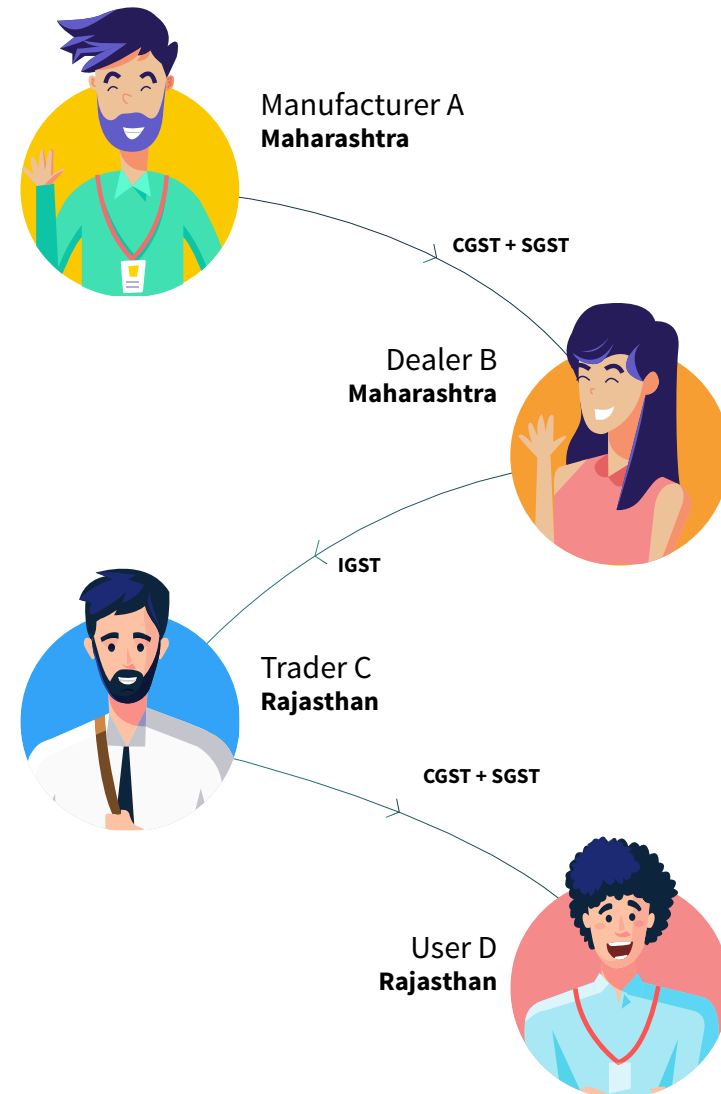 Manufacturer A
Maharashtra
CGST + SGST
Dealer B
Maharashtra
IGST
Trader C
Rajasthan
CGST + SGST
User D
Rajasthan